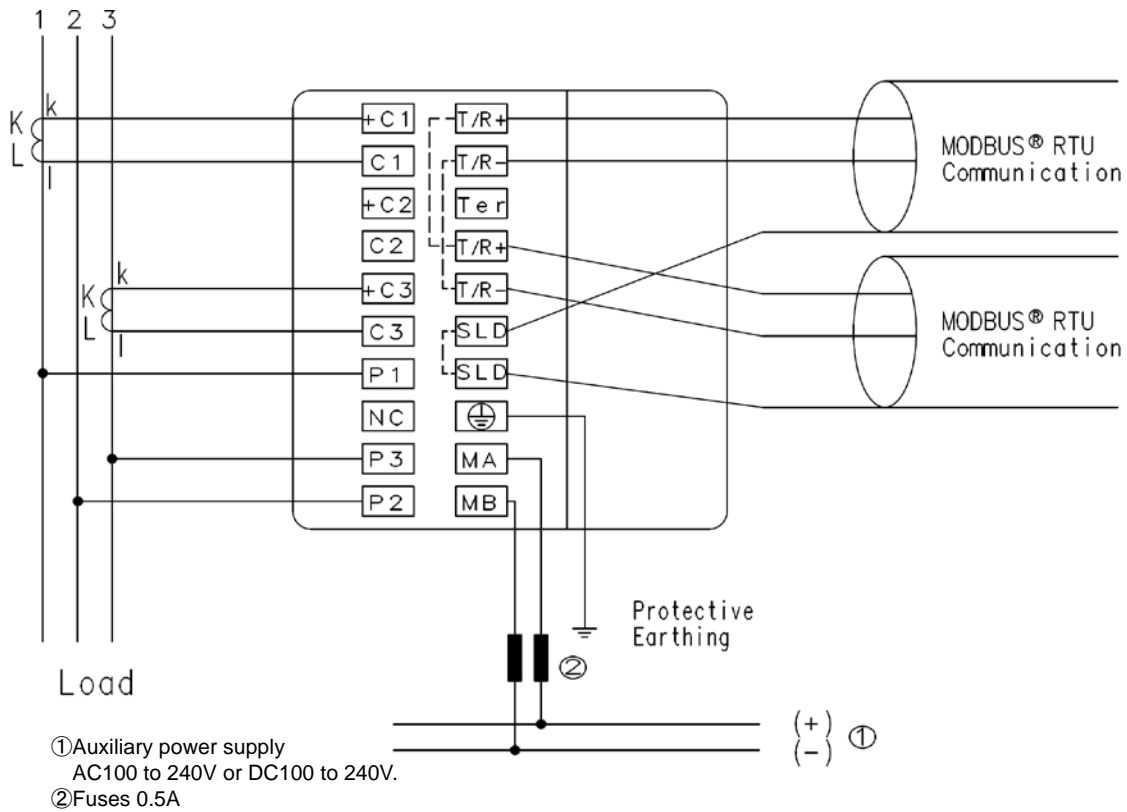 1 2 3
K k
L l
K k
L l
+C1 T/R+
C1 T/R-
+C2 Ter
C2 T/R+
+C3 T/R-
C3 SLD
P1 SLD
NC
P3 MA
P2 MB
MODBUS® RTU
Communication
MODBUS® RTU
Communication
Protective
Earthing
②
Load
(+)
(-) ①
①Auxiliary power supply
AC100 to 240V or DC100 to 240V.
②Fuses 0.5A